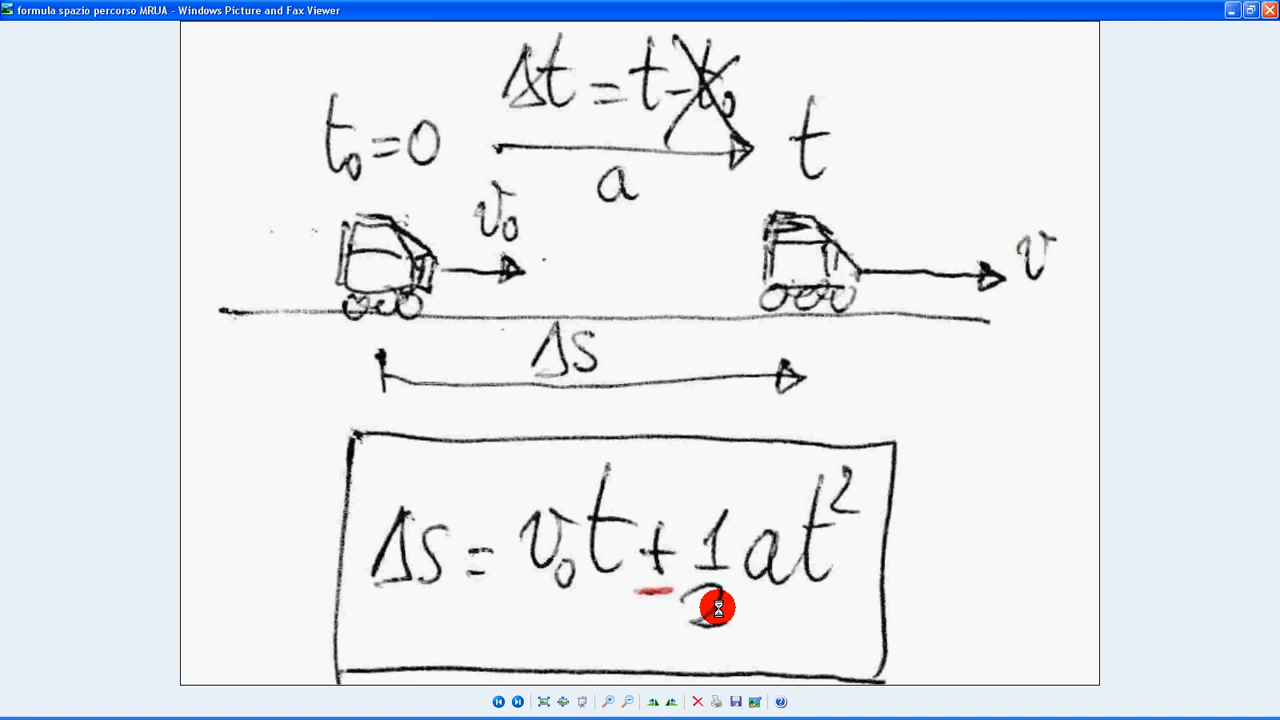 formula spazio percorso MRUA - Windows Picture and Fax Viewer
Δt = t - t₀
t₀ = 0
t
a
v₀
v
ΔS
ΔS = v₀t + 1/2 at²